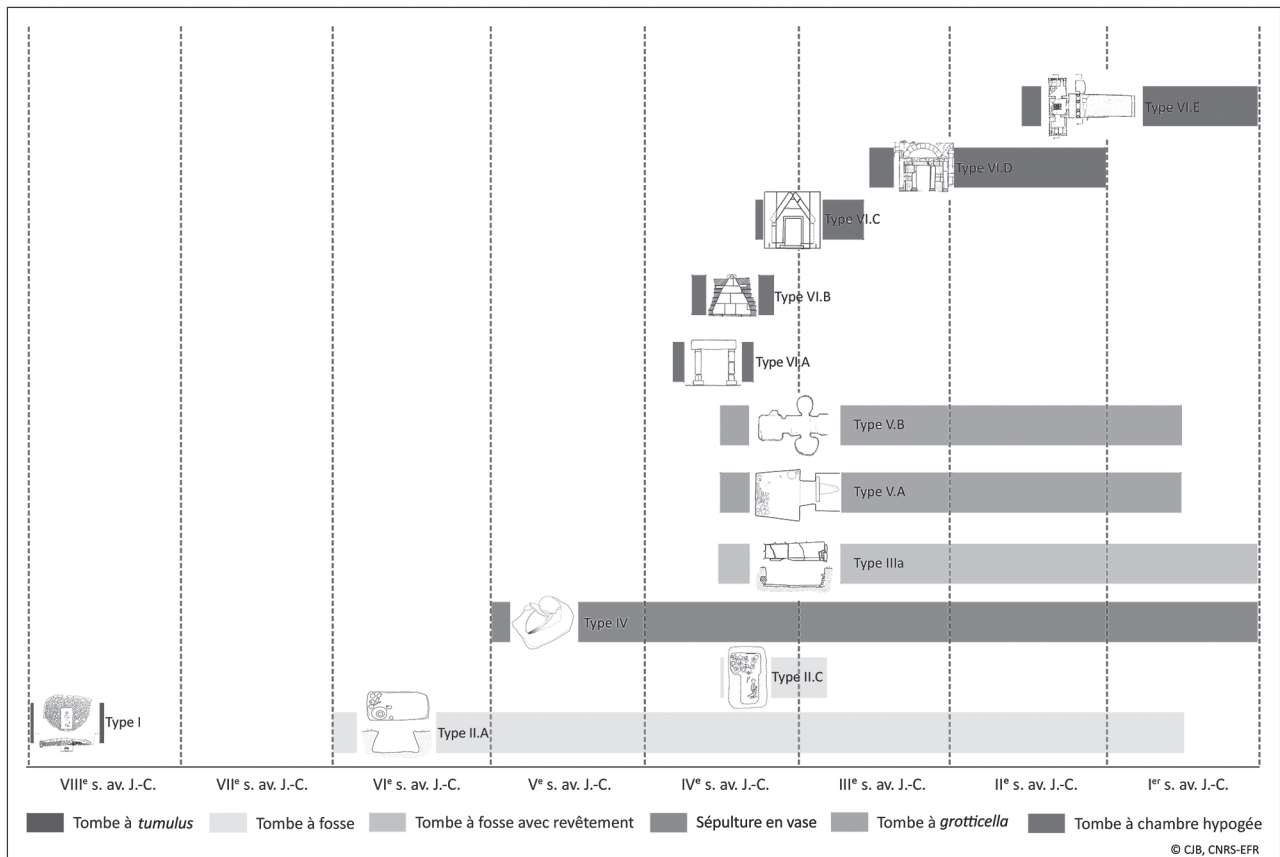 Type VI.E
Type VI.D
Type VI.C
Type VI.B
Type VI.A
Type V.B
Type V.A
Type IIIa
Type IV
Type II.C
Type I
Type II.A
VIIIe s. av. J.-C. VIIe s. av. J.-C. VIe s. av. J.-C. Ve s. av. J.-C. IVe s. av. J.-C. IIIe s. av. J.-C. IIe s. av. J.-C. Ier s. av. J.-C.
Tombe à tumulus Tombe à fosse Tombe à fosse avec revêtement Sépulture en vase Tombe à grotticella Tombe à chambre hypogée
© CJB, CNRS-EFR